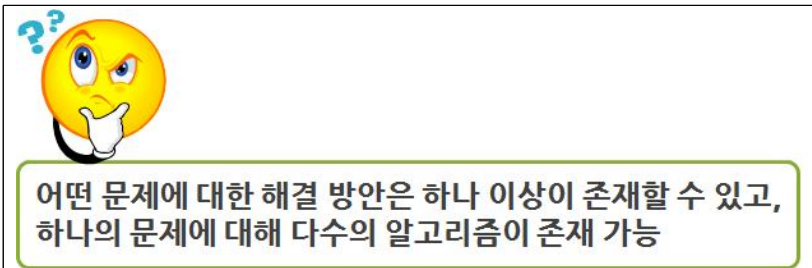 ??
어떤 문제에 대한 해결 방안은 하나 이상이 존재할 수 있고,
하나의 문제에 대해 다수의 알고리즘이 존재 가능